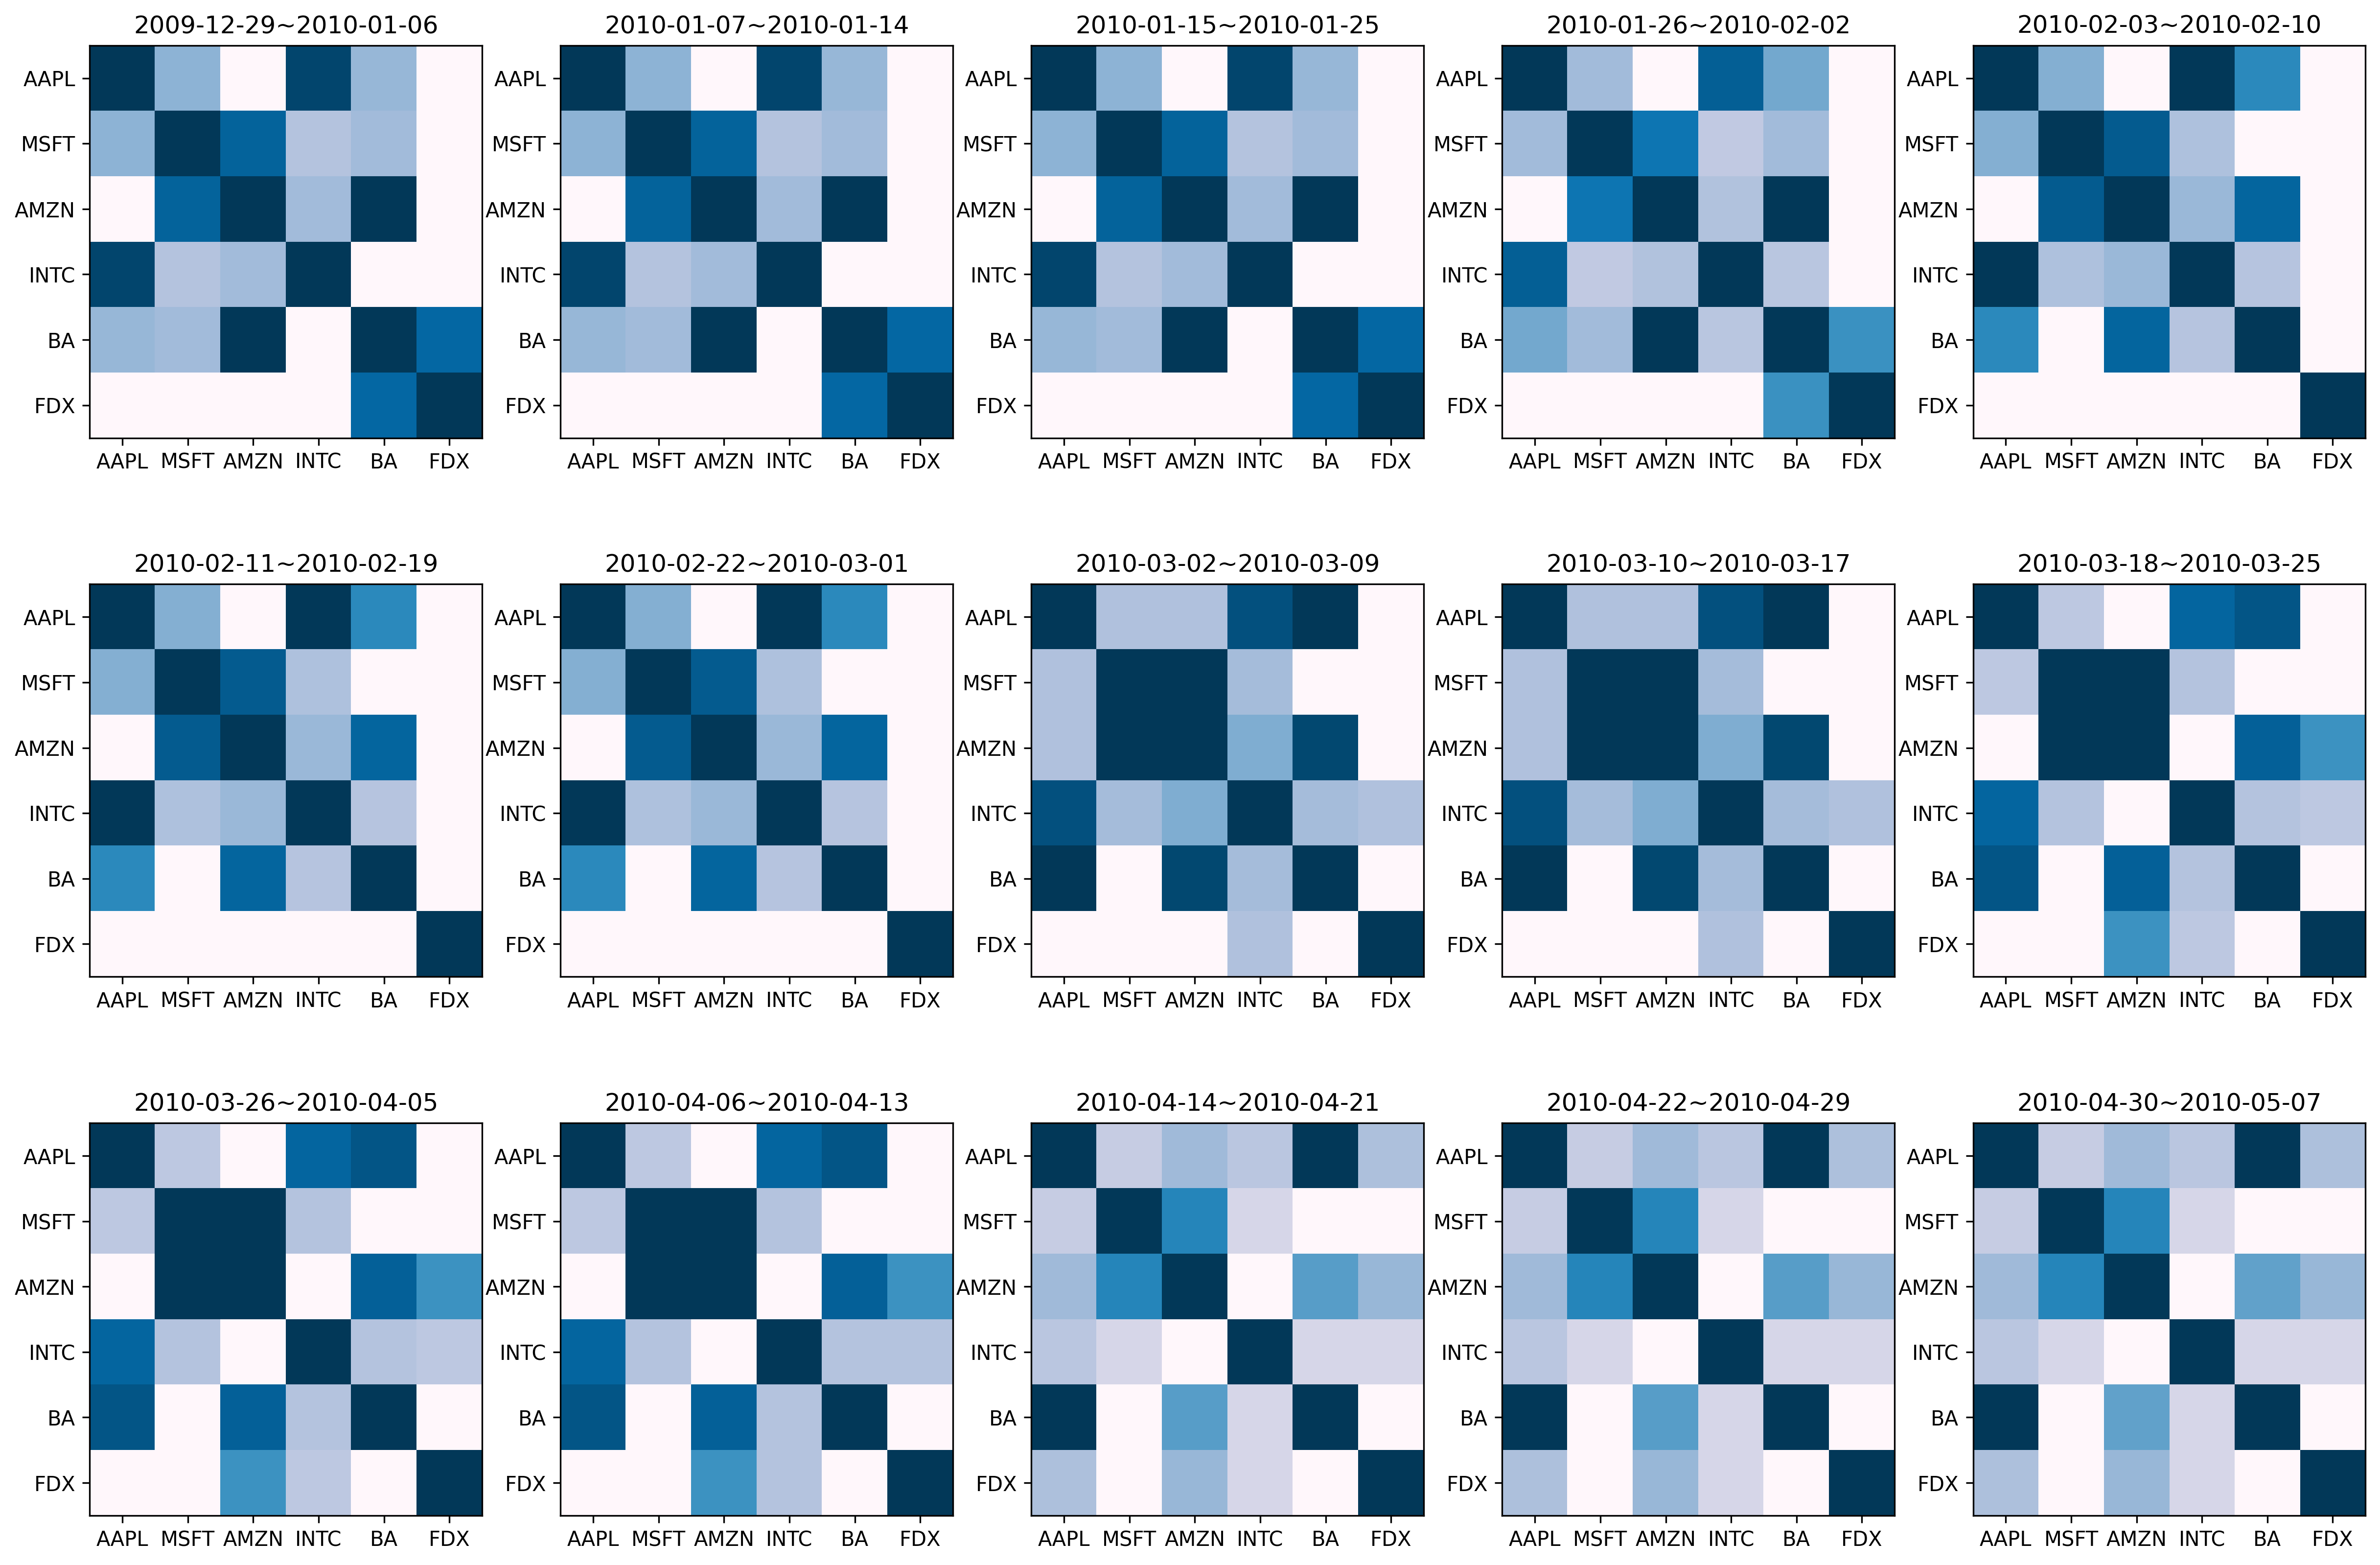 2009-12-29~2010-01-06 2010-01-07~2010-01-14 2010-01-15~2010-01-25 2010-01-26~2010-02-02 2010-02-03~2010-02-10
AAPL AAPL AAPL AAPL AAPL
MSFT MSFT MSFT MSFT MSFT
AMZN AMZN AMZN AMZN AMZN
INTC INTC INTC INTC INTC
BA BA BA BA BA
FDX FDX FDX FDX FDX
AAPL MSFT AMZN INTC BA FDX AAPL MSFT AMZN INTC BA FDX AAPL MSFT AMZN INTC BA FDX AAPL MSFT AMZN INTC BA FDX AAPL MSFT AMZN INTC BA FDX
2010-02-11~2010-02-19 2010-02-22~2010-03-01 2010-03-02~2010-03-09 2010-03-10~2010-03-17 2010-03-18~2010-03-25
AAPL AAPL AAPL AAPL AAPL
MSFT MSFT MSFT MSFT MSFT
AMZN AMZN AMZN AMZN AMZN
INTC INTC INTC INTC INTC
BA BA BA BA BA
FDX FDX FDX FDX FDX
AAPL MSFT AMZN INTC BA FDX AAPL MSFT AMZN INTC BA FDX AAPL MSFT AMZN INTC BA FDX AAPL MSFT AMZN INTC BA FDX AAPL MSFT AMZN INTC BA FDX
2010-03-26~2010-04-05 2010-04-06~2010-04-13 2010-04-14~2010-04-21 2010-04-22~2010-04-29 2010-04-30~2010-05-07
AAPL AAPL AAPL AAPL AAPL
MSFT MSFT MSFT MSFT MSFT
AMZN AMZN AMZN AMZN AMZN
INTC INTC INTC INTC INTC
BA BA BA BA BA
FDX FDX FDX FDX FDX
AAPL MSFT AMZN INTC BA FDX AAPL MSFT AMZN INTC BA FDX AAPL MSFT AMZN INTC BA FDX AAPL MSFT AMZN INTC BA FDX AAPL MSFT AMZN INTC BA FDX